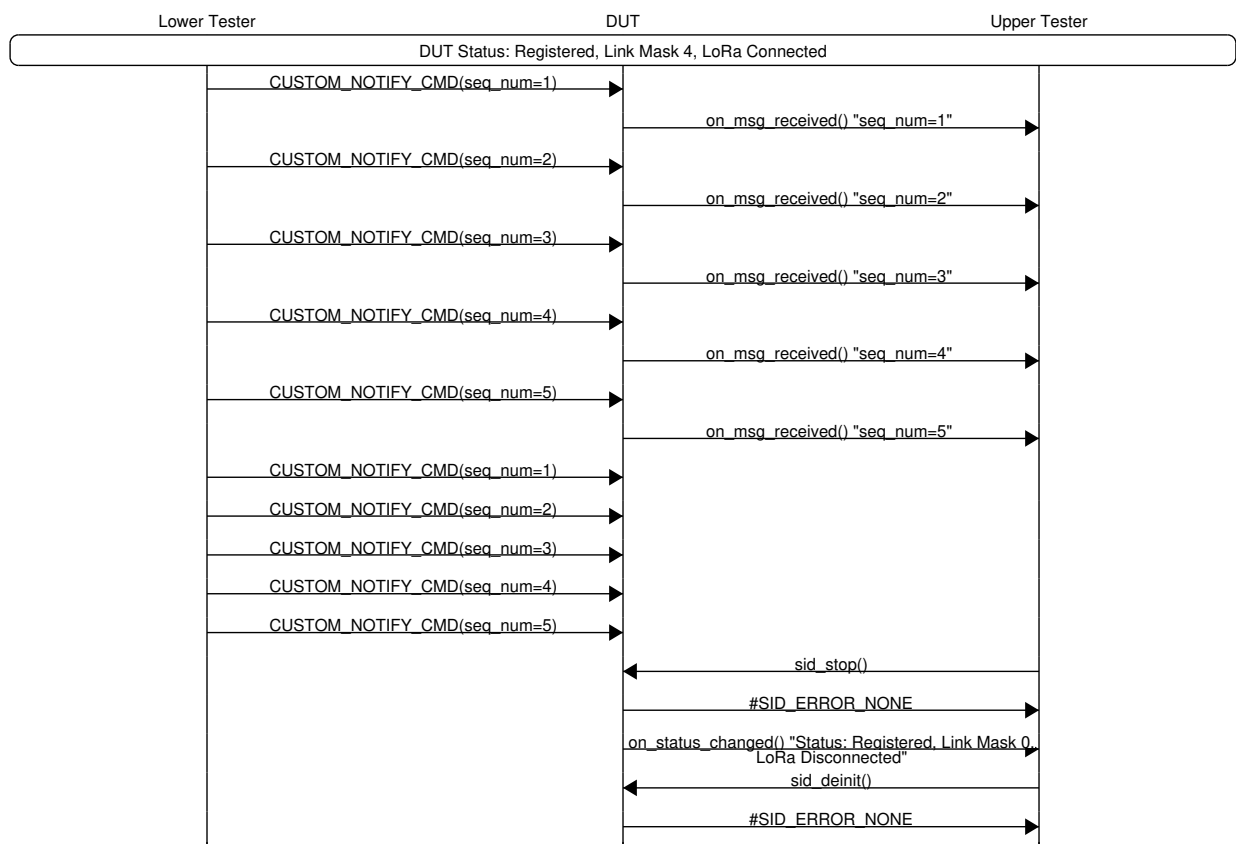 Lower Tester DUT Upper Tester
DUT Status: Registered, Link Mask 4, LoRa Connected
CUSTOM_NOTIFY_CMD(seq_num=1)
on_msg_received() "seq_num=1"
CUSTOM_NOTIFY_CMD(seq_num=2)
on_msg_received() "seq_num=2"
CUSTOM_NOTIFY_CMD(seq_num=3)
on_msg_received() "seq_num=3"
CUSTOM_NOTIFY_CMD(seq_num=4)
on_msg_received() "seq_num=4"
CUSTOM_NOTIFY_CMD(seq_num=5)
on_msg_received() "seq_num=5"
CUSTOM_NOTIFY_CMD(seq_num=1)
CUSTOM_NOTIFY_CMD(seq_num=2)
CUSTOM_NOTIFY_CMD(seq_num=3)
CUSTOM_NOTIFY_CMD(seq_num=4)
CUSTOM_NOTIFY_CMD(seq_num=5)
sid_stop()
#SID_ERROR_NONE
on_status_changed() "Status: Registered, Link Mask 0,
LoRa Disconnected"
sid_deinit()
#SID_ERROR_NONE